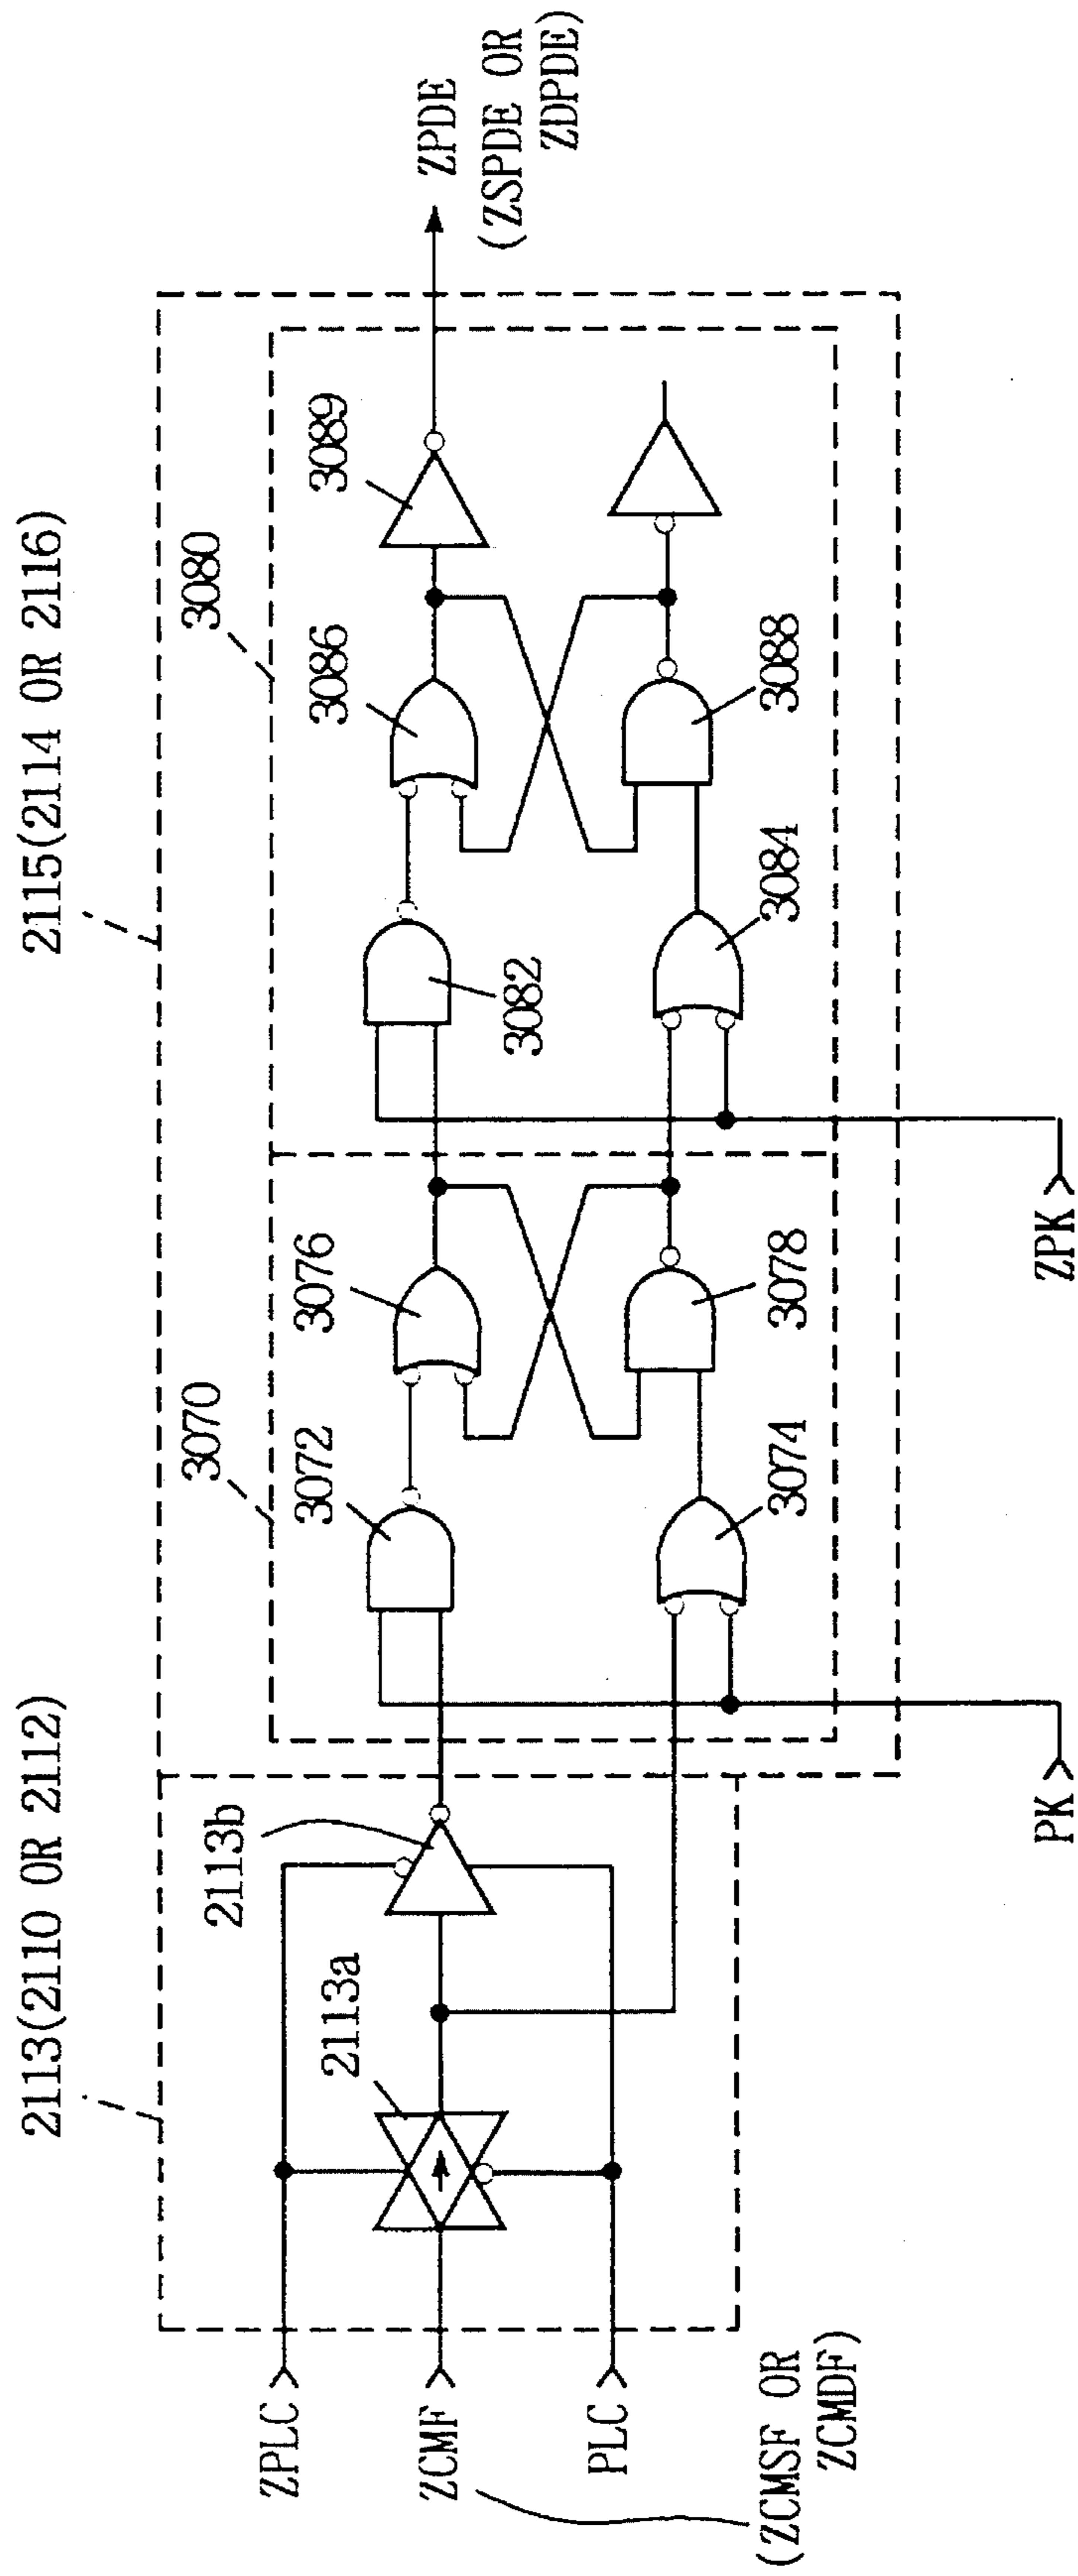 2113(2110 OR 2112)
2115(2114 OR 2116)
3070
3080
2113b
2113a
3072
3076
3086
3089
3082
3074
3078
3084
3088
ZPLC
ZCMF
PLC
(ZCMSF OR
ZCMDF)
PK
ZPK
ZPDE
(ZSPDE OR
ZDPDE)